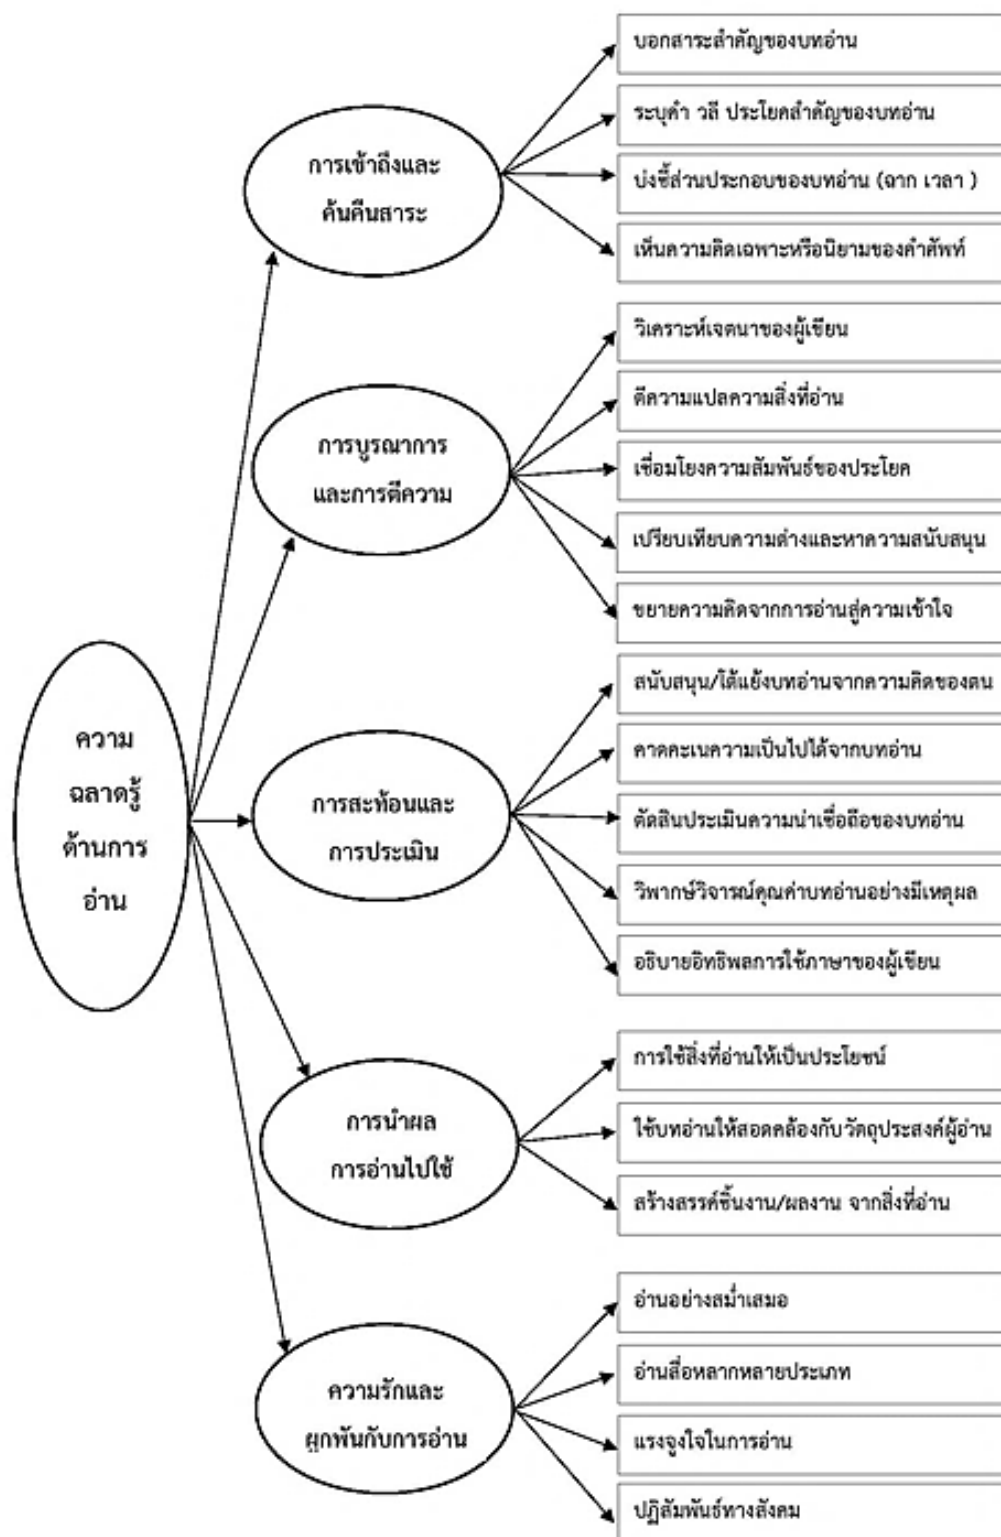 ความ
ฉลาดรู้
ด้านการ
อ่าน
การเข้าถึงและ
ค้นคืนสาระ
บอกสาระสำคัญของบทอ่าน
ระบุคำ วลี ประโยคสำคัญของบทอ่าน
บ่งชี้ส่วนประกอบของบทอ่าน (ฉาก เวลา )
เห็นความคิดเฉพาะหรือนิยามของคำศัพท์
การบูรณาการ
และการตีความ
วิเคราะห์เจตนาของผู้เขียน
ตีความแปลความสิ่งที่อ่าน
เชื่อมโยงความสัมพันธ์ของประโยค
เปรียบเทียบความต่างและหาความสนับสนุน
ขยายความคิดจากการอ่านสู่ความเข้าใจ
การสะท้อนและ
การประเมิน
สนับสนุน/โต้แย้งบทอ่านจากความคิดของตน
คาดคะเนความเป็นไปได้จากบทอ่าน
ตัดสินประเมินความน่าเชื่อถือของบทอ่าน
วิพากษ์วิจารณ์คุณค่าบทอ่านอย่างมีเหตุผล
อธิบายอิทธิพลการใช้ภาษาของผู้เขียน
การนำผล
การอ่านไปใช้
การใช้สิ่งที่อ่านให้เป็นประโยชน์
ใช้บทอ่านให้สอดคล้องกับวัตถุประสงค์ผู้อ่าน
สร้างสรรค์ชิ้นงาน/ผลงาน จากสิ่งที่อ่าน
ความรักและ
ผูกพันกับการอ่าน
อ่านอย่างสม่ำเสมอ
อ่านสื่อหลากหลายประเภท
แรงจูงใจในการอ่าน
ปฏิสัมพันธ์ทางสังคม